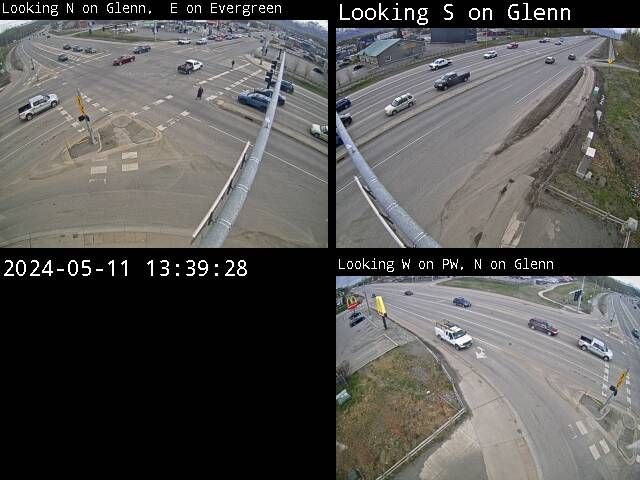 Looking N on Glenn, E on Evergreen
Looking S on Glenn
2024-05-11 13:39:28
Looking W on PW, N on Glenn